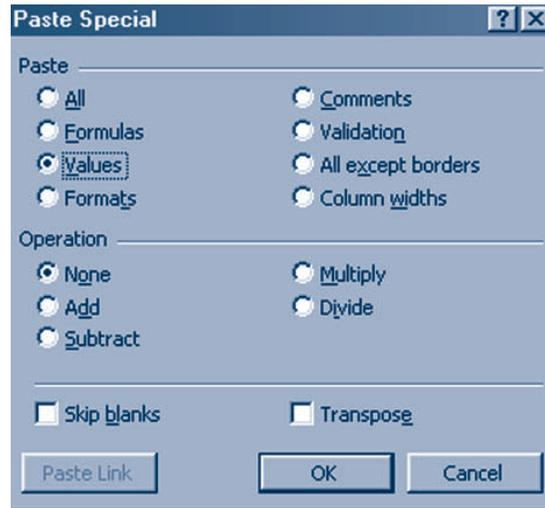 Paste Special
Paste
All
Comments
Formulas
Validation
Values
All except borders
Formats
Column widths
Operation
None
Multiply
Add
Divide
Subtract
Skip blanks
Transpose
Paste Link
OK
Cancel